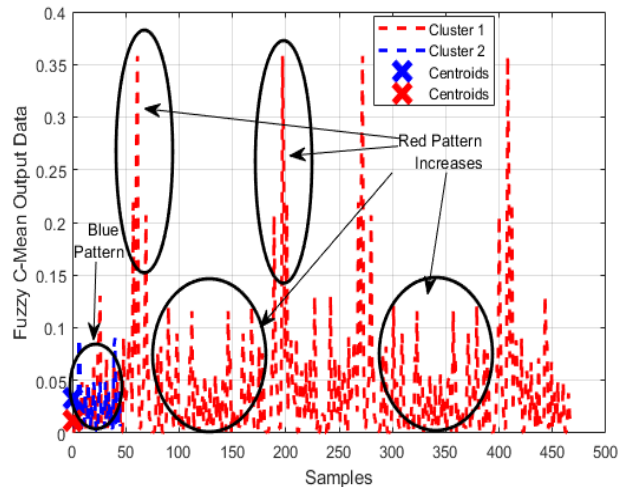 Fuzzy C-Mean Output Data
0.4
0.35
0.3
0.25
0.2
0.15
0.1
0.05
0
Cluster 1
Cluster 2
Centroids
Centroids
Red Pattern
Increases
Blue
Pattern
0 50 100 150 200 250 300 350 400 450 500
Samples